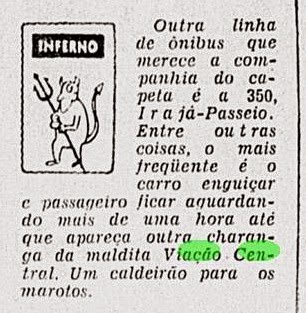 INFERNO
Outra linha
de ônibus que
merece a com-
panhia do ca-
peta é a 350,
Irajá-Passeio.
Entre outras
coisas, o mais
freqüente é o
carro enguiçar
e passageiro ficar aguardan-
do mais de uma hora até
que apareça outra charan-
ga da maldita Viação Cen-
tral. Um caldeirão para os
marotos.